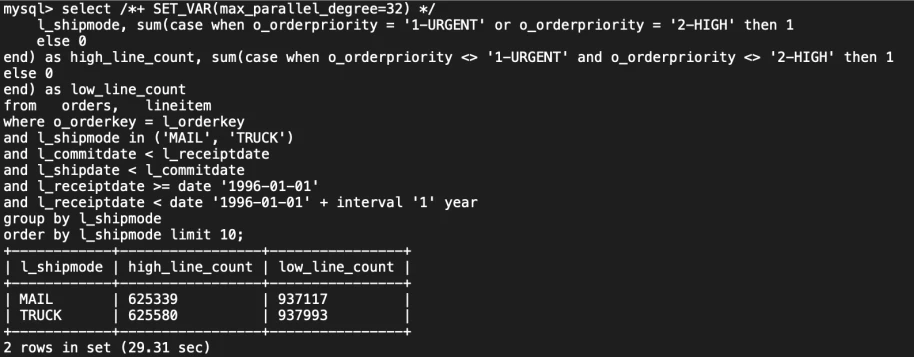 mysql> select /*+ SET_VAR(max_parallel_degree=32) */
    l_shipmode, sum(case when o_orderpriority = '1-URGENT' or o_orderpriority = '2-HIGH' then 1
    else 0
end) as high_line_count, sum(case when o_orderpriority <> '1-URGENT' and o_orderpriority <> '2-HIGH' then 1
else 0
end) as low_line_count
from   orders,   lineitem
where o_orderkey = l_orderkey
and l_shipmode in ('MAIL', 'TRUCK')
and l_commitdate < l_receiptdate
and l_shipdate < l_commitdate
and l_receiptdate >= date '1996-01-01'
and l_receiptdate < date '1996-01-01' + interval '1' year
group by l_shipmode
order by l_shipmode limit 10;
+------------+-----------------+----------------+
| l_shipmode | high_line_count | low_line_count |
+------------+-----------------+----------------+
| MAIL       | 625339          | 937117         |
| TRUCK      | 625580          | 937993         |
+------------+-----------------+----------------+
2 rows in set (29.31 sec)